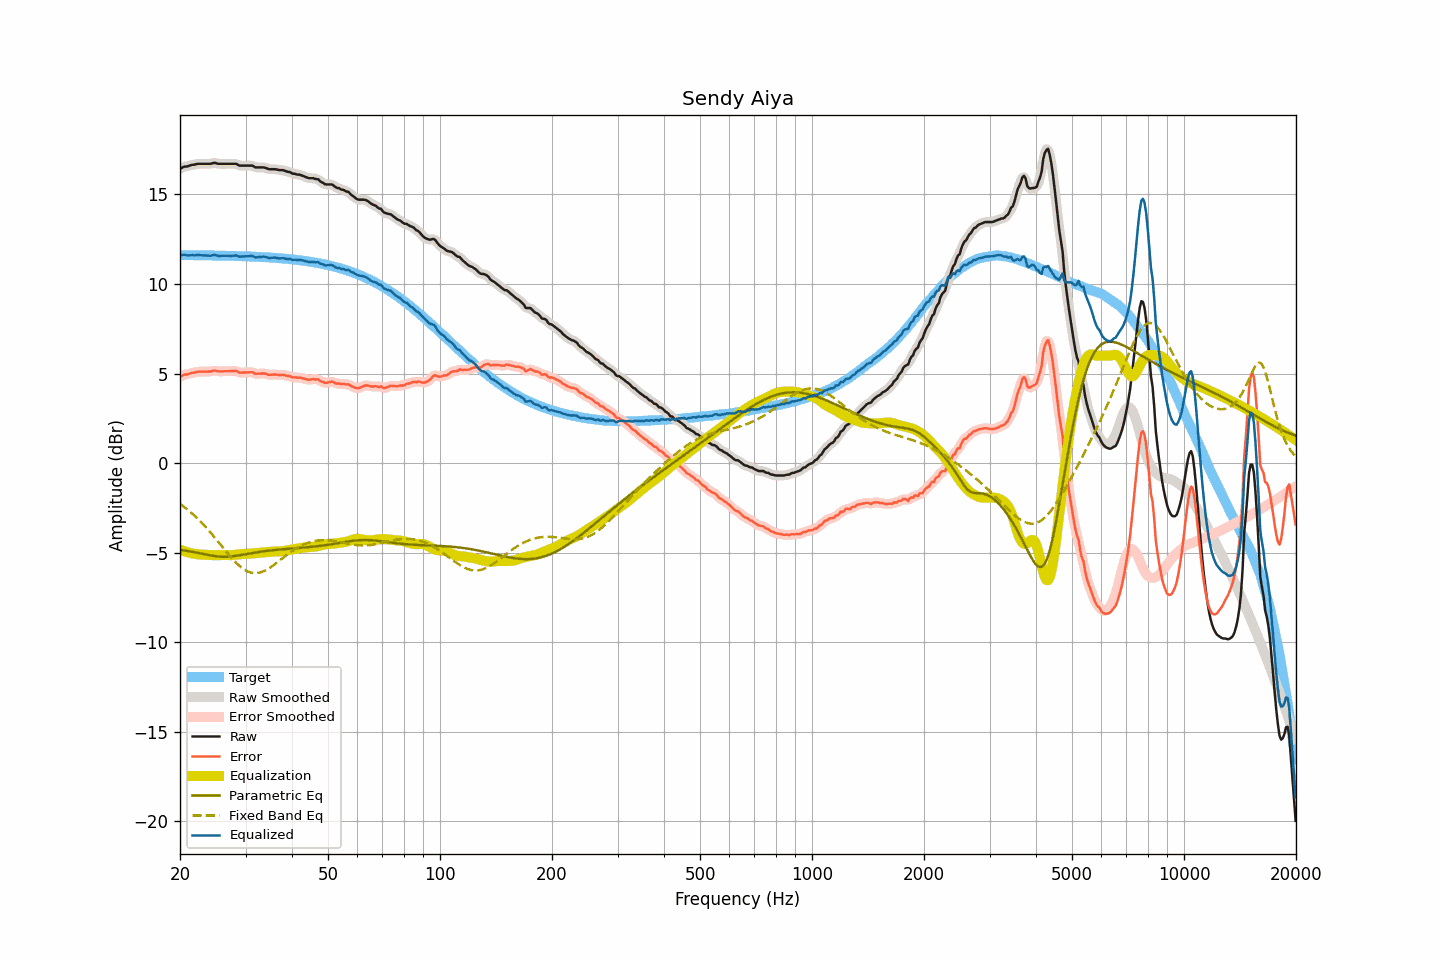 Sendy Aiya
Amplitude (dBr)
15
10
5
0
−5
−10
−15
−20
Target
Raw Smoothed
Error Smoothed
Raw
Error
Equalization
Parametric Eq
Fixed Band Eq
Equalized
20 50 100 200 500 1000 2000 5000 10000 20000
Frequency (Hz)